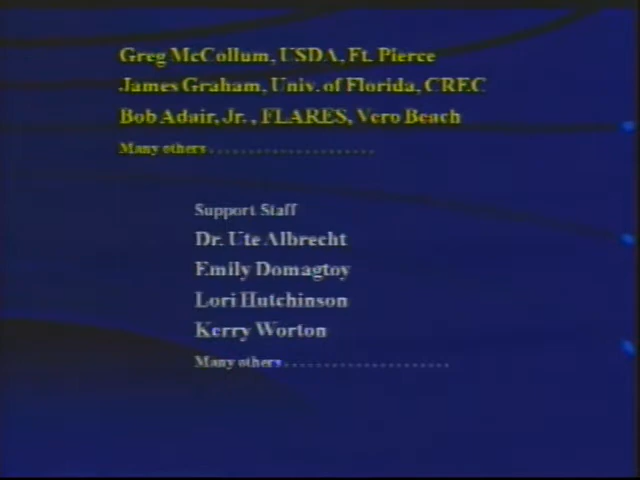 Greg McCollum, USDA, Ft. Pierce
James Graham, Univ. of Florida, CREC
Bob Adair, Jr. , FLARES, Vero Beach
Many others . . . . . . . . . . . . . . . . . . . . . .
Support Staff
Dr. Ute Albrecht
Emily Domagtoy
Lori Hutchinson
Kerry Worton
Many others . . . . . . . . . . . . . . . . . . . . . .